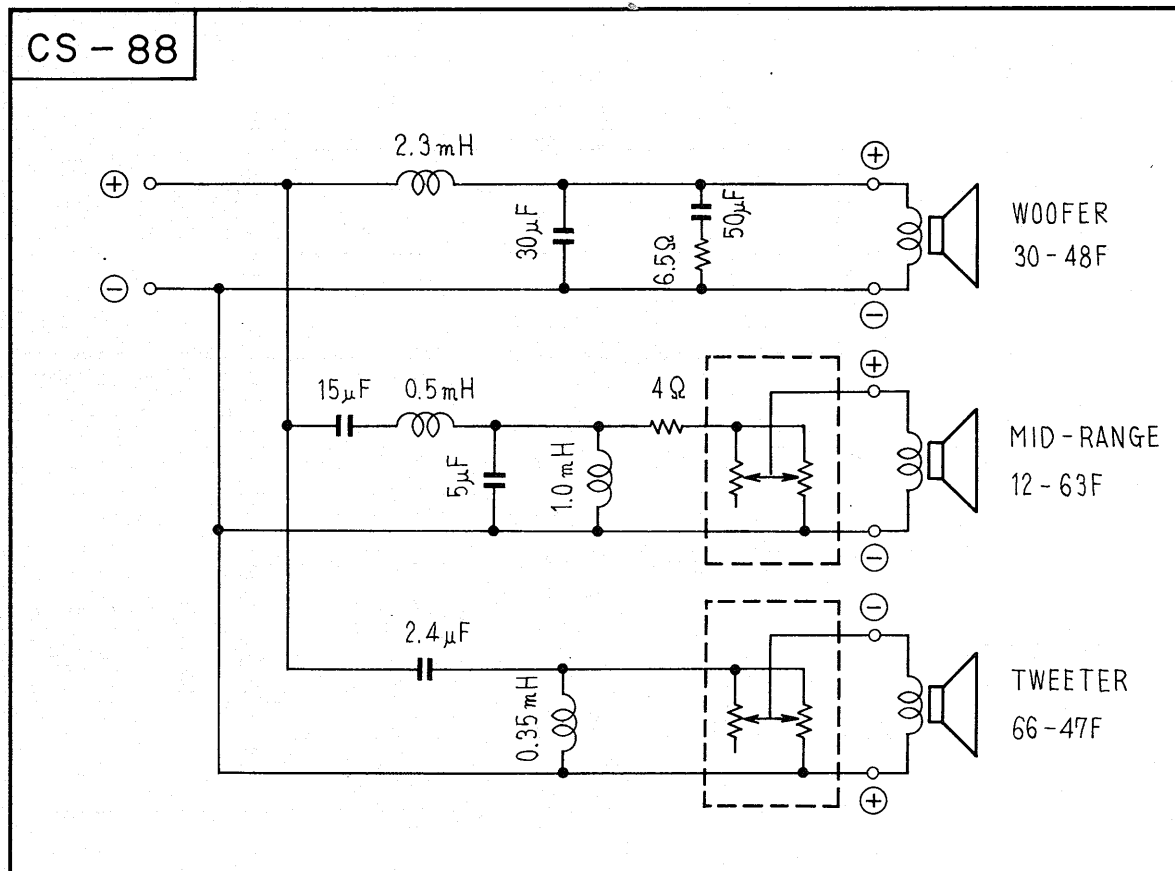 CS-88
2.3mH
⊕
⊖
30μF
50μF
6.5Ω
⊕
⊖
WOOFER
30-48F
15μF
0.5mH
5μF
1.0mH
4Ω
⊕
⊖
MID-RANGE
12-63F
2.4μF
0.35mH
⊖
⊕
TWEETER
66-47F